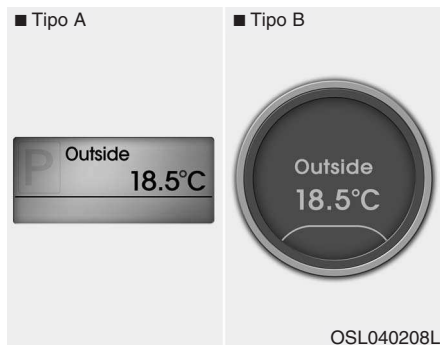 ■ Tipo A
P
Outside
18.5°C
■ Tipo B
Outside
18.5°C
OSL040208L